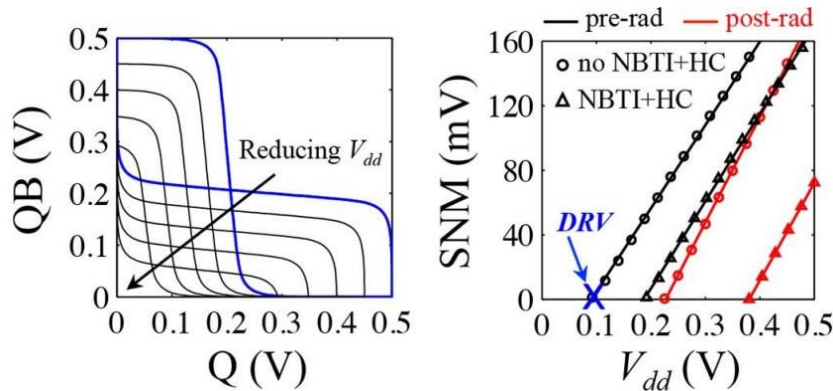 0.5
0.4
0.3
0.2
0.1
0
QB (V)
Reducing Vdd
0 0.1 0.2 0.3 0.4 0.5
Q (V)
pre-rad post-rad
160
120
80
40
0
SNM (mV)
no NBTI+HC
NBTI+HC
DRV
0 0.1 0.2 0.3 0.4 0.5
Vdd (V)